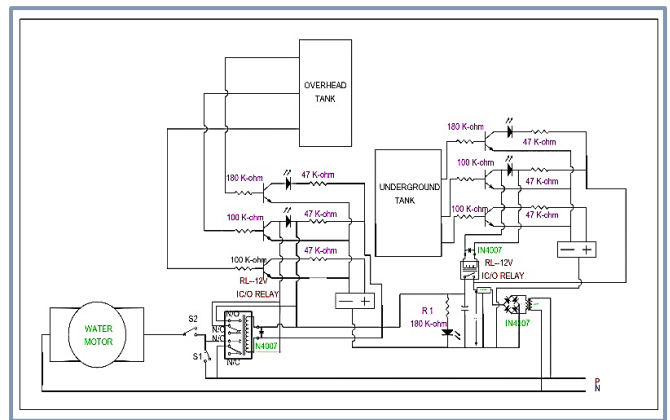 OVERHEAD
TANK
180 K-ohm
47 K-ohm
100 K-ohm
47 K-ohm
100 K-ohm
47 K-ohm
180 K-ohm
47 K-ohm
100 K-ohm
47 K-ohm
100 K-ohm
47 K-ohm
UNDERGROUND
TANK
IN4007
RL--12V
IC/O RELAY
RL--12V
IC/O RELAY
N/O
N/C
N/C
N/C
N4007
R 1
180 K-ohm
IN4007
WATER
MOTOR
S2
S1
P
N